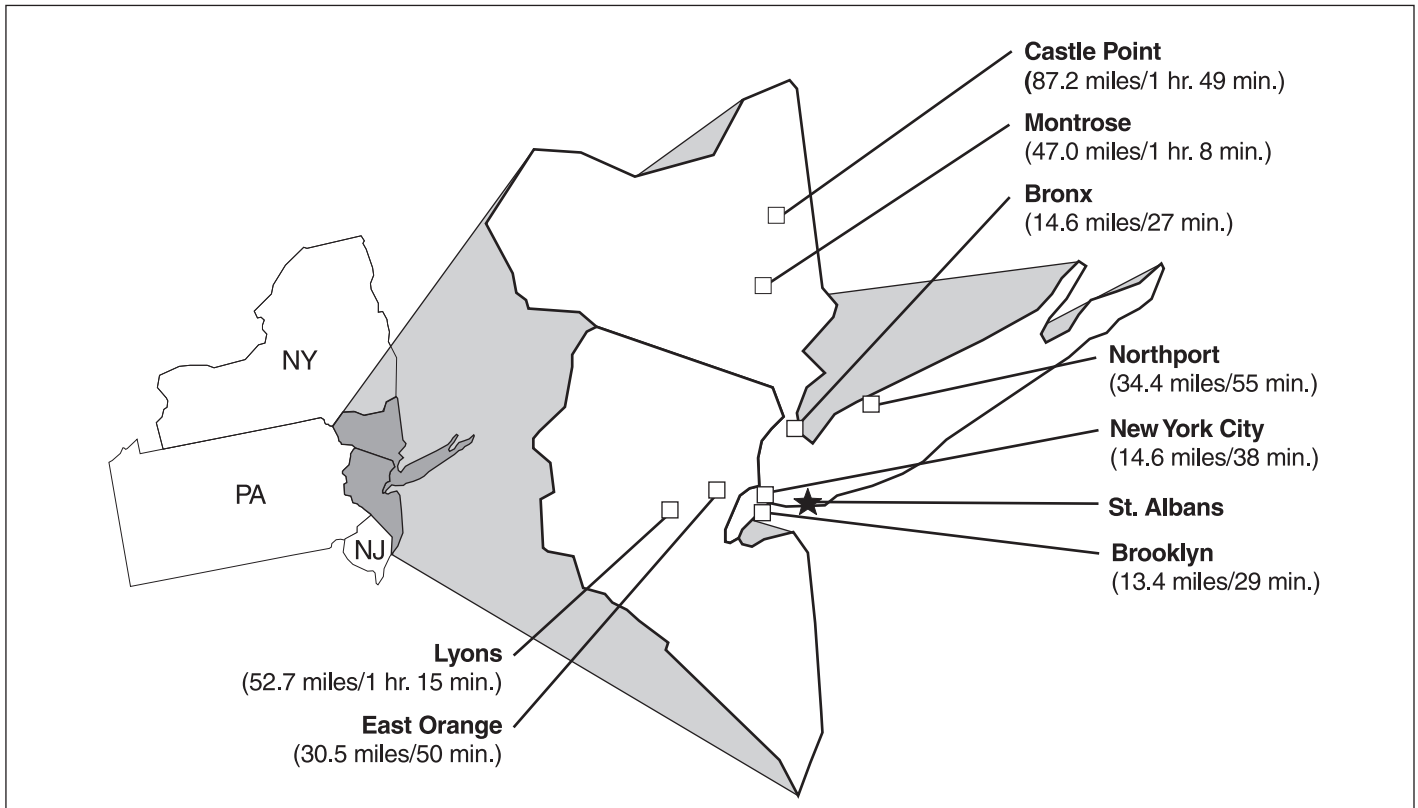 Castle Point
(87.2 miles/1 hr. 49 min.)
Montrose
(47.0 miles/1 hr. 8 min.)
Bronx
(14.6 miles/27 min.)
NY
Northport
(34.4 miles/55 min.)
New York City
(14.6 miles/38 min.)
PA
St. Albans
NJ
Brooklyn
(13.4 miles/29 min.)
Lyons
(52.7 miles/1 hr. 15 min.)
East Orange
(30.5 miles/50 min.)